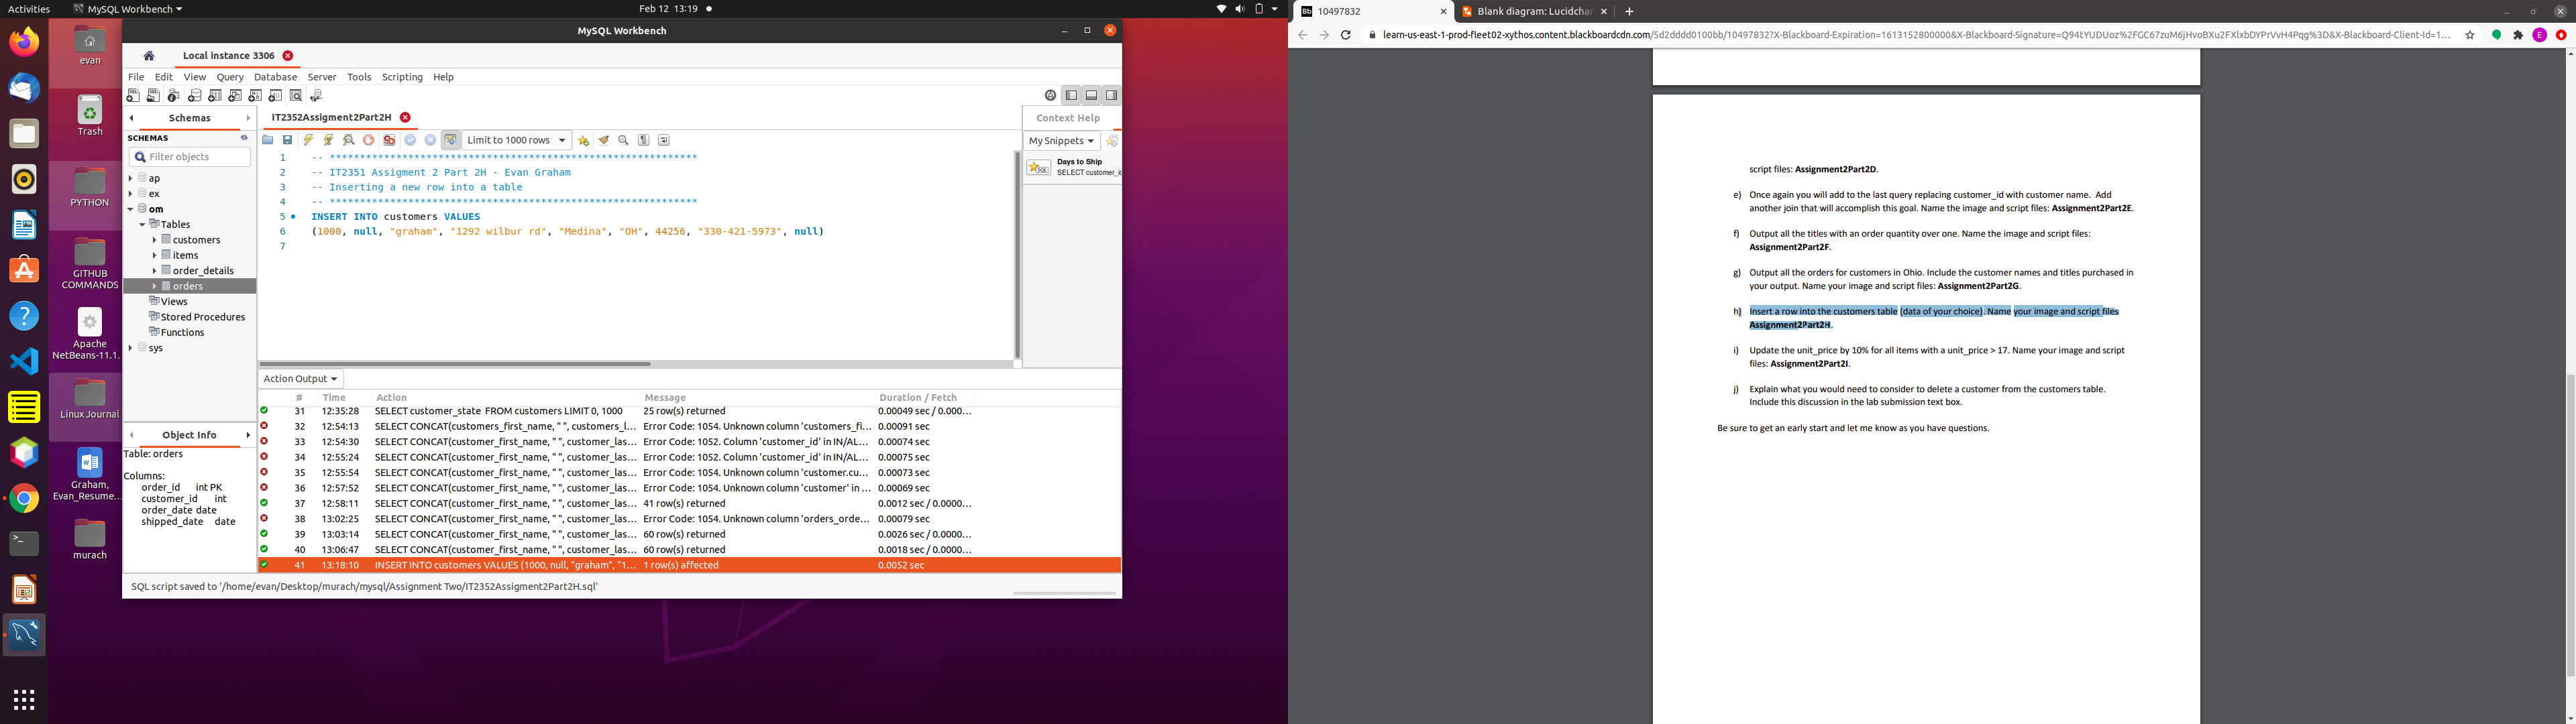 Activities
MySQL Workbench
Feb 12 13:19
MySQL Workbench
Local instance 3306
File Edit View Query Database Server Tools Scripting Help
evan
Trash
PYTHON
GITHUB
COMMANDS
Apache
NetBeans-11.1...
Linux Journal
Graham,
Evan_Resume...
murach
Schemas
SCHEMAS
Filter objects
ap
ex
om
Tables
customers
items
order_details
orders
Views
Stored Procedures
Functions
sys
Object Info
Table: orders
Columns:
order_id int PK
customer_id int
order_date date
shipped_date date
IT2352Assigment2Part2H
Limit to 1000 rows
1 -- *************************************************************
2 -- IT2351 Assigment 2 Part 2H - Evan Graham
3 -- Inserting a new row into a table
4 -- *************************************************************
5 INSERT INTO customers VALUES
6 (1000, null, "graham", "1292 wilbur rd", "Medina", "OH", 44256, "330-421-5973", null)
7
Context Help
My Snippets
Days to Ship
SELECT customer_ic
Action Output
# Time Action Message Duration / Fetch
31 12:35:28 SELECT customer_state FROM customers LIMIT 0, 1000 25 row(s) returned 0.00049 sec / 0.000...
32 12:54:13 SELECT CONCAT(customers_first_name, " ", customers_l... Error Code: 1054. Unknown column 'customers_fi... 0.00091 sec
33 12:54:30 SELECT CONCAT(customer_first_name, " ", customer_las... Error Code: 1052. Column 'customer_id' in IN/AL... 0.00074 sec
34 12:55:24 SELECT CONCAT(customer_first_name, " ", customer_las... Error Code: 1052. Column 'customer_id' in IN/AL... 0.00075 sec
35 12:55:54 SELECT CONCAT(customer_first_name, " ", customer_las... Error Code: 1054. Unknown column 'customer.cu... 0.00073 sec
36 12:57:52 SELECT CONCAT(customer_first_name, " ", customer_las... Error Code: 1054. Unknown column 'customer' in ... 0.00069 sec
37 12:58:11 SELECT CONCAT(customer_first_name, " ", customer_las... 41 row(s) returned 0.0012 sec / 0.0000...
38 13:02:25 SELECT CONCAT(customer_first_name, " ", customer_las... Error Code: 1054. Unknown column 'orders_orde... 0.00079 sec
39 13:03:14 SELECT CONCAT(customer_first_name, " ", customer_las... 60 row(s) returned 0.0026 sec / 0.0000...
40 13:06:47 SELECT CONCAT(customer_first_name, " ", customer_las... 60 row(s) returned 0.0018 sec / 0.0000...
41 13:18:10 INSERT INTO customers VALUES (1000, null, "graham", "1... 1 row(s) affected 0.0052 sec
SQL script saved to '/home/evan/Desktop/murach/mysql/Assignment Two/IT2352Assigment2Part2H.sql'
Bb 10497832
Blank diagram: Lucidchar
learn-us-east-1-prod-fleet02-xythos.content.blackboardcdn.com/5d2dddd0100bb/10497832?X-Blackboard-Expiration=1613152800000&X-Blackboard-Signature=Q94tYUDUoz%2FGC67zuM6jHvoBXu2FXlxbDYPrVvH4Pqg%3D&X-Blackboard-Client-Id=1...
script files: Assignment2Part2D.
e) Once again you will add to the last query replacing customer_id with customer name. Add
another join that will accomplish this goal. Name the image and script files: Assignment2Part2E.
f) Output all the titles with an order quantity over one. Name the image and script files:
Assignment2Part2F.
g) Output all the orders for customers in Ohio. Include the customer names and titles purchased in
your output. Name your image and script files: Assignment2Part2G.
h) Insert a row into the customers table (data of your choice). Name your image and script files
Assignment2Part2H.
i) Update the unit_price by 10% for all items with a unit_price > 17. Name your image and script
files: Assignment2Part2I.
j) Explain what you would need to consider to delete a customer from the customers table.
Include this discussion in the lab submission text box.
Be sure to get an early start and let me know as you have questions.